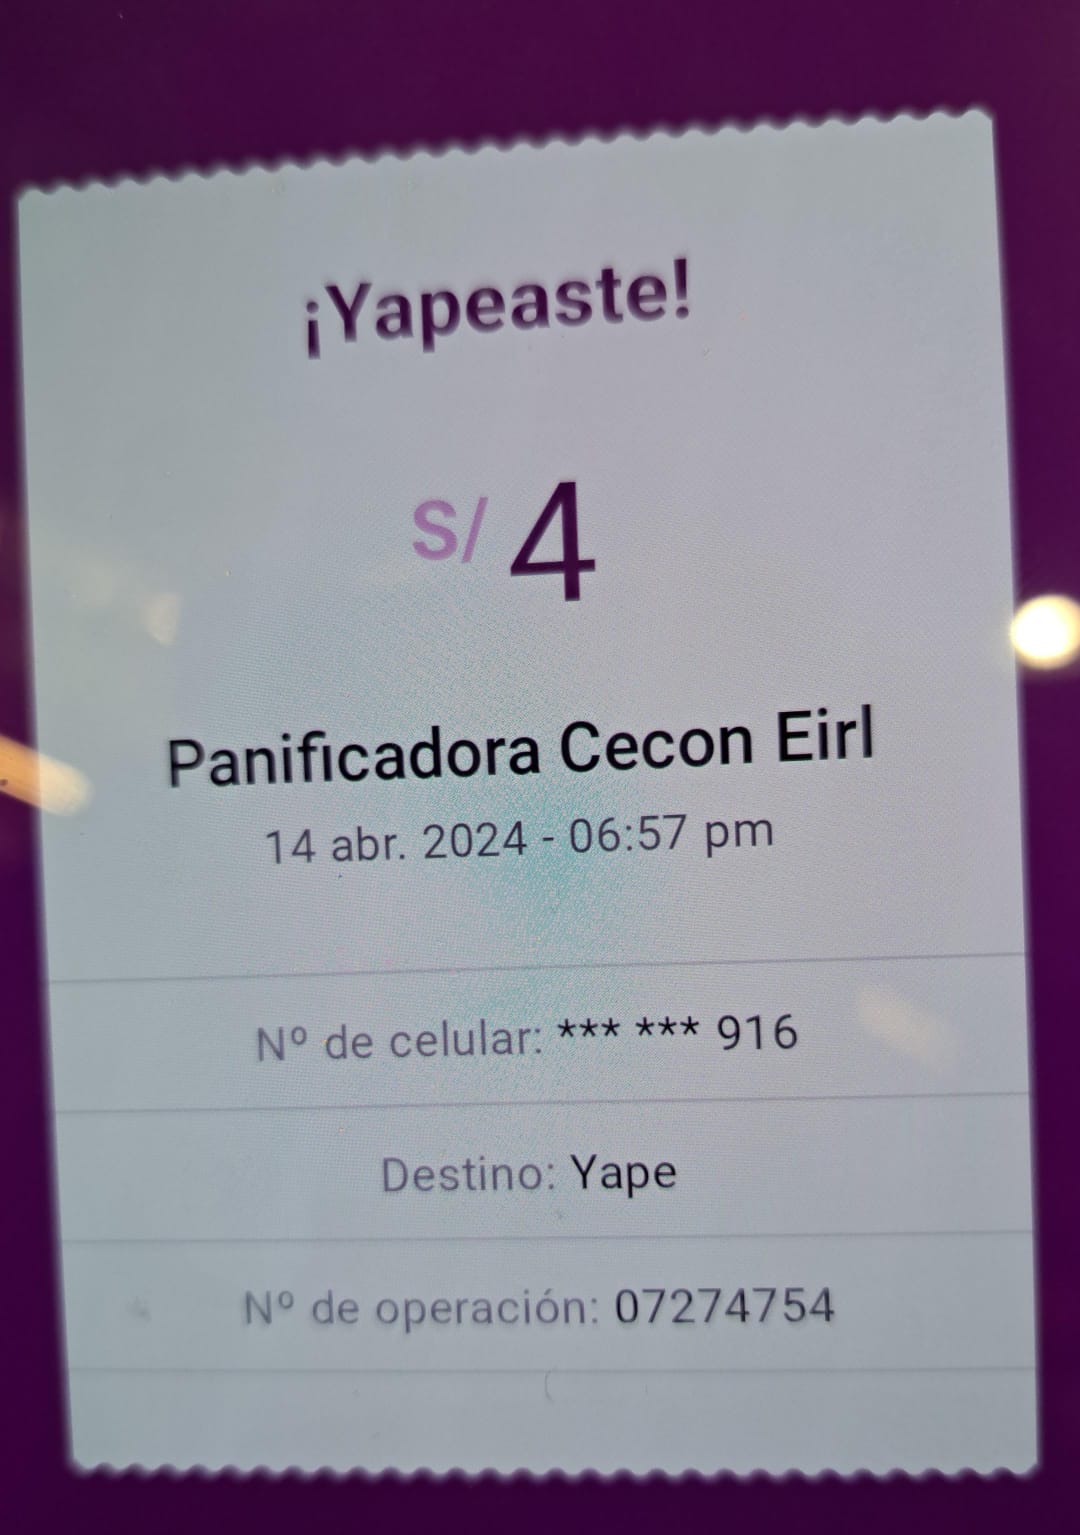 ¡Yapeaste!
S/ 4
Panificadora Cecon Eirl
14 abr. 2024 - 06:57 pm
Nº de celular: *** *** 916
Destino: Yape
Nº de operación: 07274754